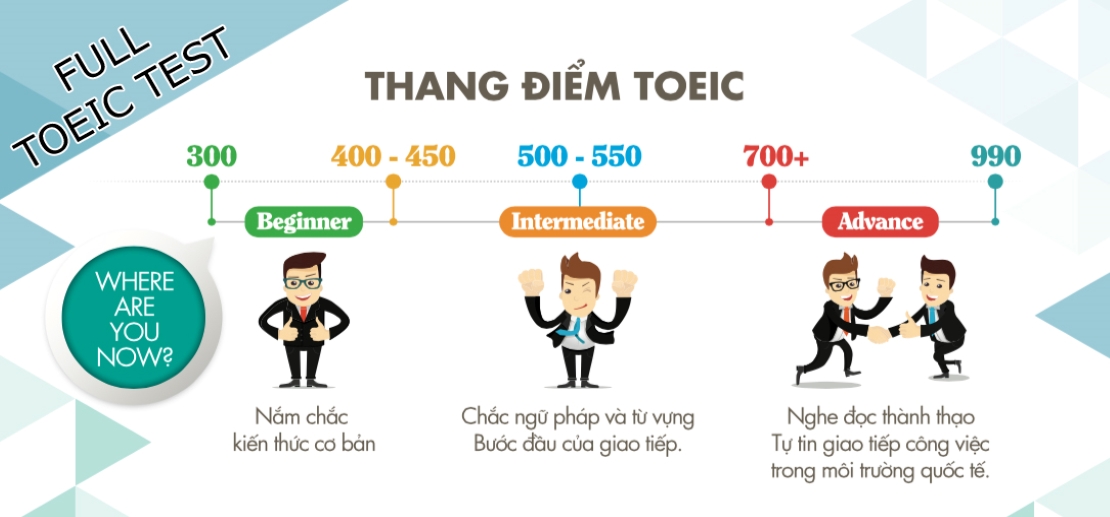 FULL
TOEIC TEST
THANG ĐIỂM TOEIC
300
400 - 450
500 - 550
700+
990
Beginner
Intermediate
Advance
WHERE
ARE
YOU
NOW?
Nắm chắc
kiến thức cơ bản
Chắc ngữ pháp và từ vựng
Bước đầu của giao tiếp.
Nghe đọc thành thạo
Tự tin giao tiếp công việc
trong môi trường quốc tế.